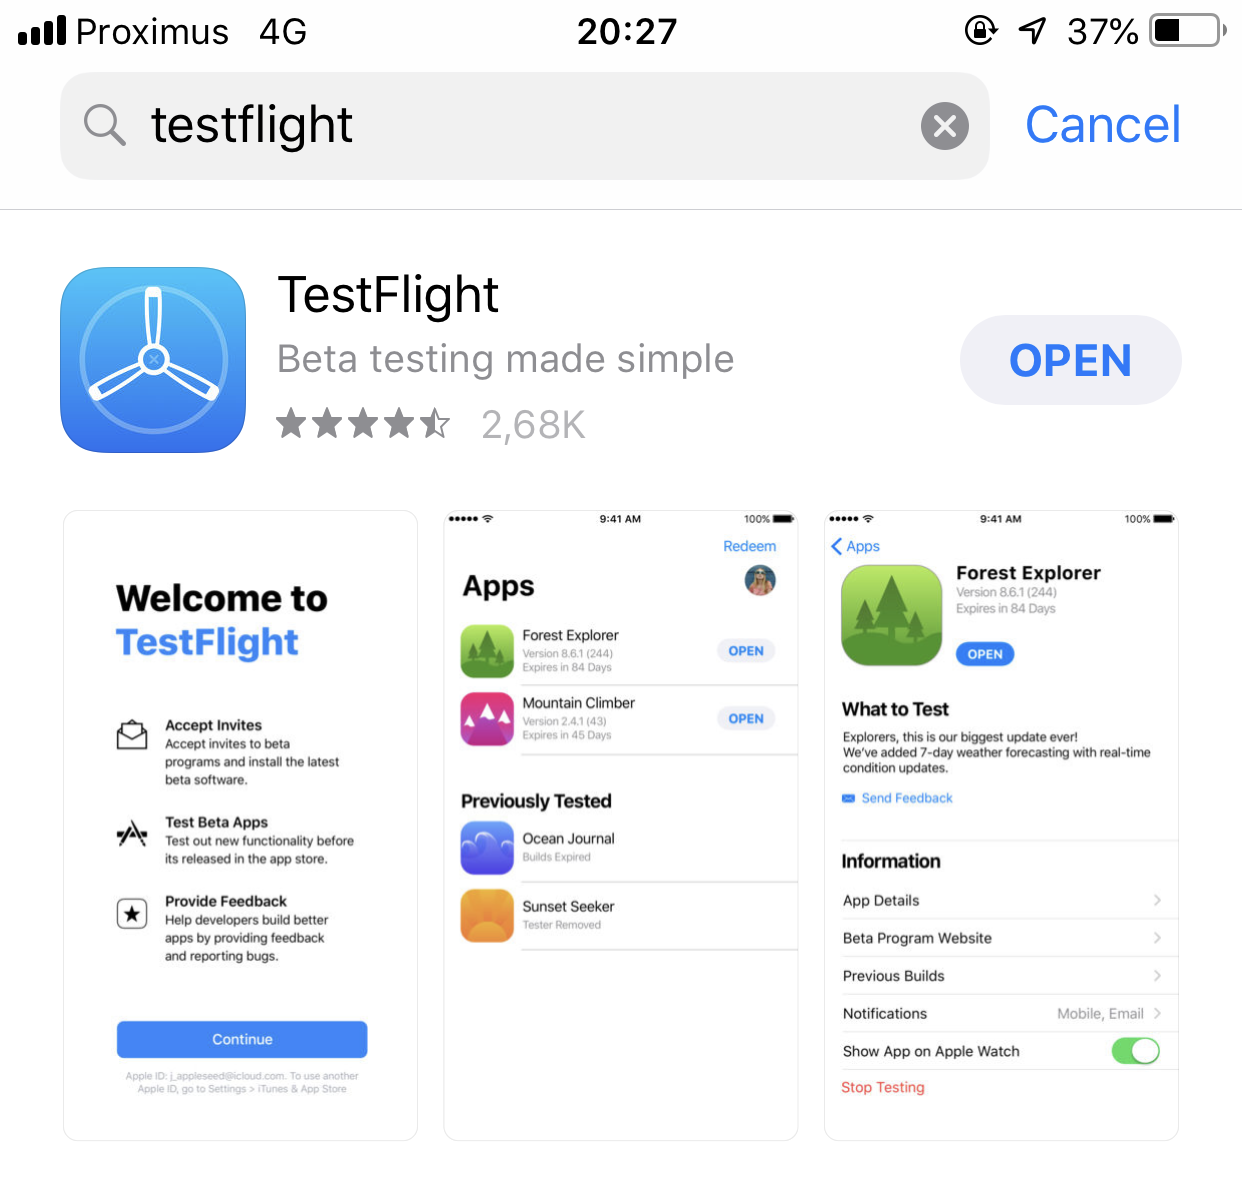 Proximus 4G 20:27 37%
testflight Cancel
TestFlight
Beta testing made simple
2,68K
OPEN
Welcome to
TestFlight
Accept Invites
Accept invites to beta
programs and install the latest
beta software.
Test Beta Apps
Test out new functionality before
its released in the app store.
Provide Feedback
Help developers build better
apps by providing feedback
and reporting bugs.
Continue
Apple ID: j_appleseed@icloud.com. To use another
Apple ID, go to Settings > iTunes & App Store
9:41 AM 100%
Redeem
Apps
Forest Explorer
Version 8.6.1 (244)
Expires in 84 Days
OPEN
Mountain Climber
Version 2.4.1 (43)
Expires in 45 Days
OPEN
Previously Tested
Ocean Journal
Builds Expired
Sunset Seeker
Tester Removed
9:41 AM 100%
Apps
Forest Explorer
Version 8.6.1 (244)
Expires in 84 Days
OPEN
What to Test
Explorers, this is our biggest update ever!
We've added 7-day weather forecasting with real-time
condition updates.
Send Feedback
Information
App Details
Beta Program Website
Previous Builds
Notifications Mobile, Email
Show App on Apple Watch
Stop Testing